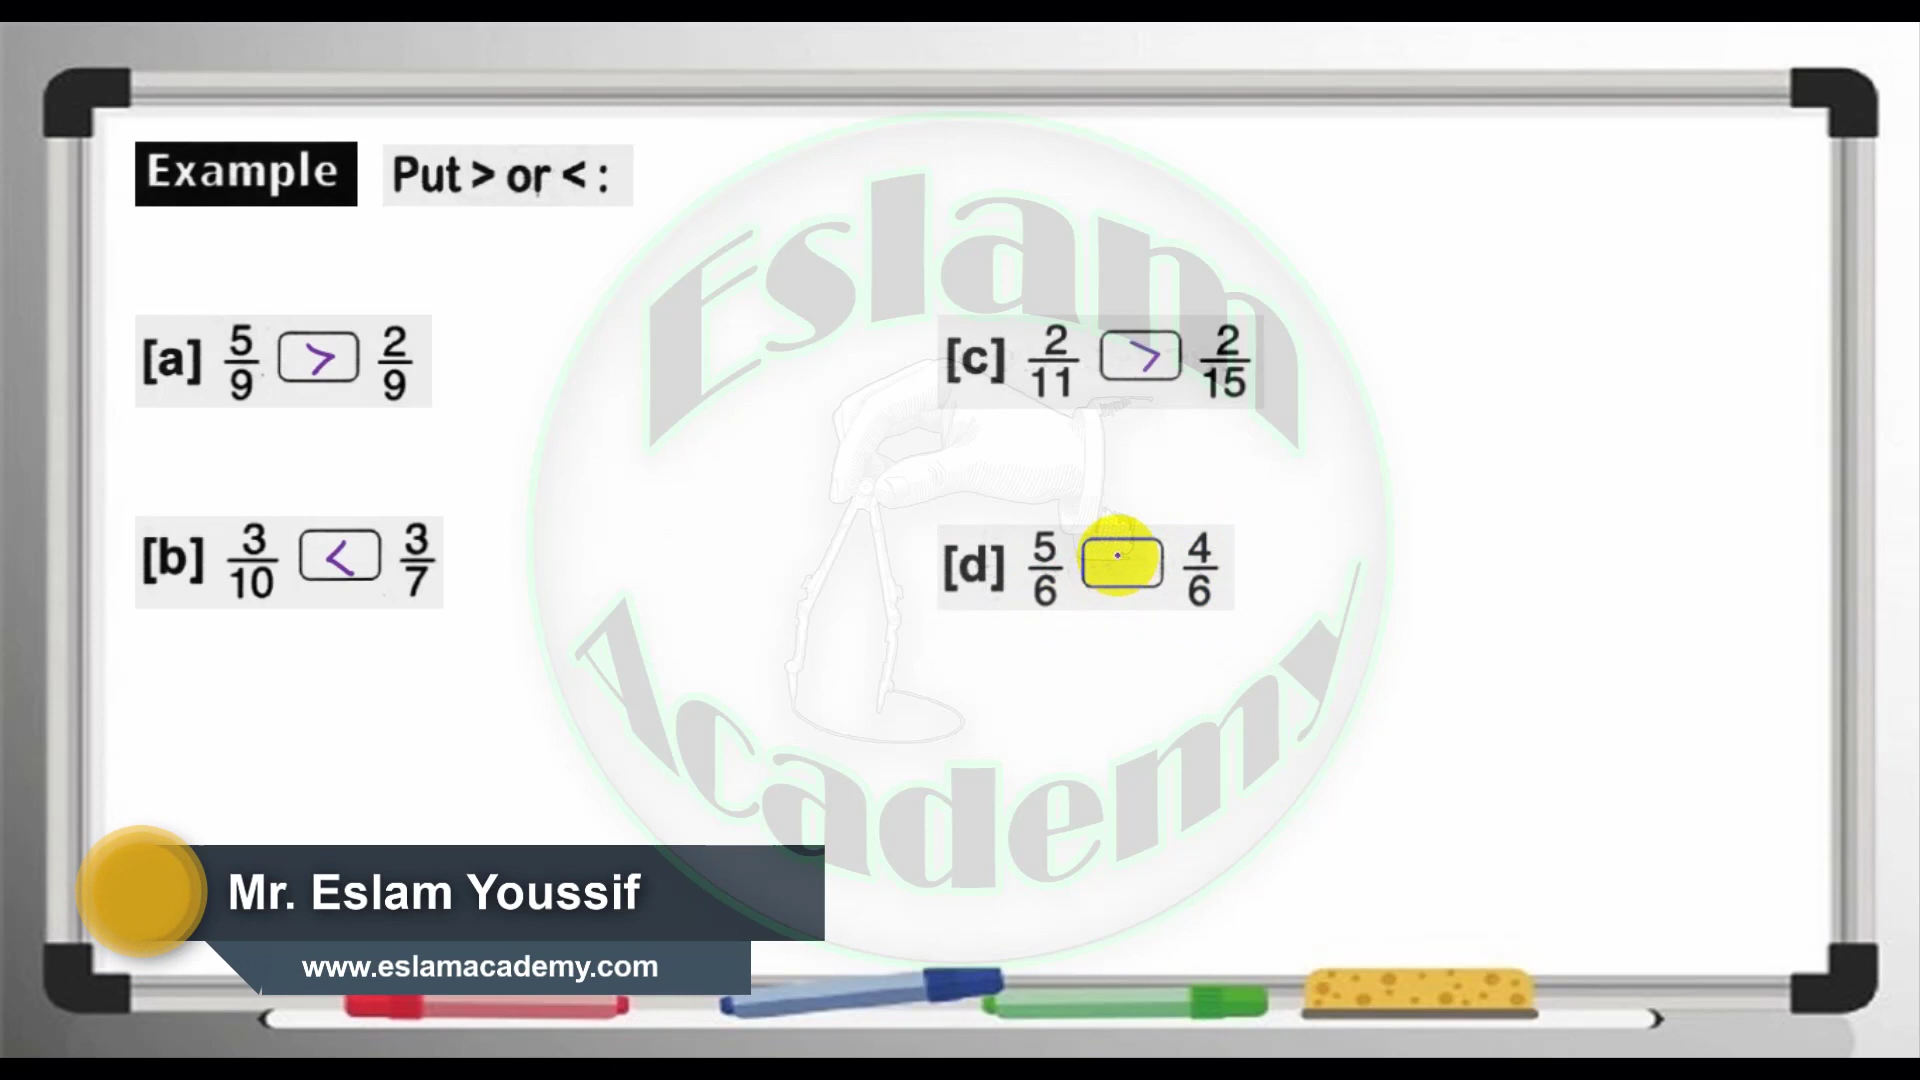 Example Put > or < :
[a] 5/9 > 2/9
[b] 3/10 < 3/7
[c] 2/11 > 2/15
[d] 5/6 4/6
Eslam
Academy
Mr. Eslam Youssif
www.eslamacademy.com